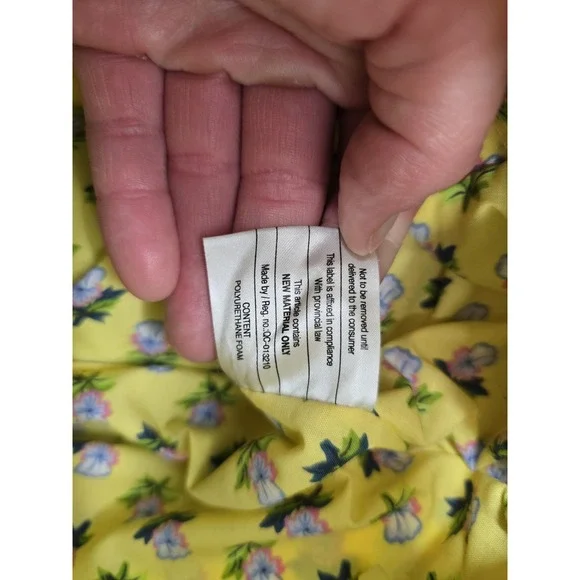 Not to be removed until
delivered to the consumer
This label is affixed in compliance
With provincial law
This article contains
NEW MATERIAL ONLY
Made by / Reg. no.:QC-013210
CONTENT
POLYURETHANE FOAM